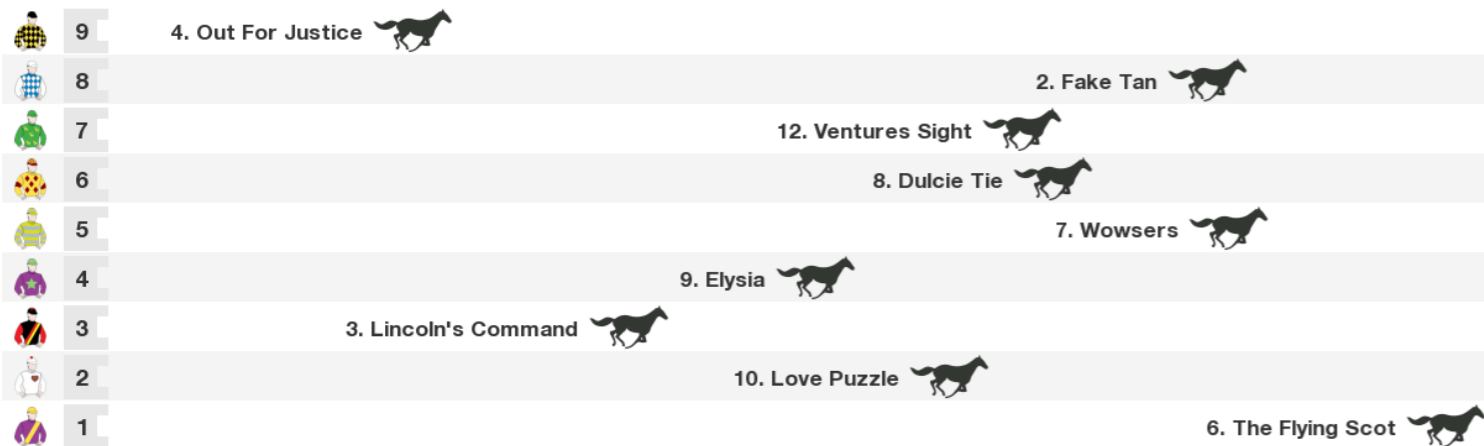 9 4. Out For Justice
8 2. Fake Tan
7 12. Ventures Sight
6 8. Dulcie Tie
5 7. Wowsers
4 9. Elysia
3 3. Lincoln's Command
2 10. Love Puzzle
1 6. The Flying Scot